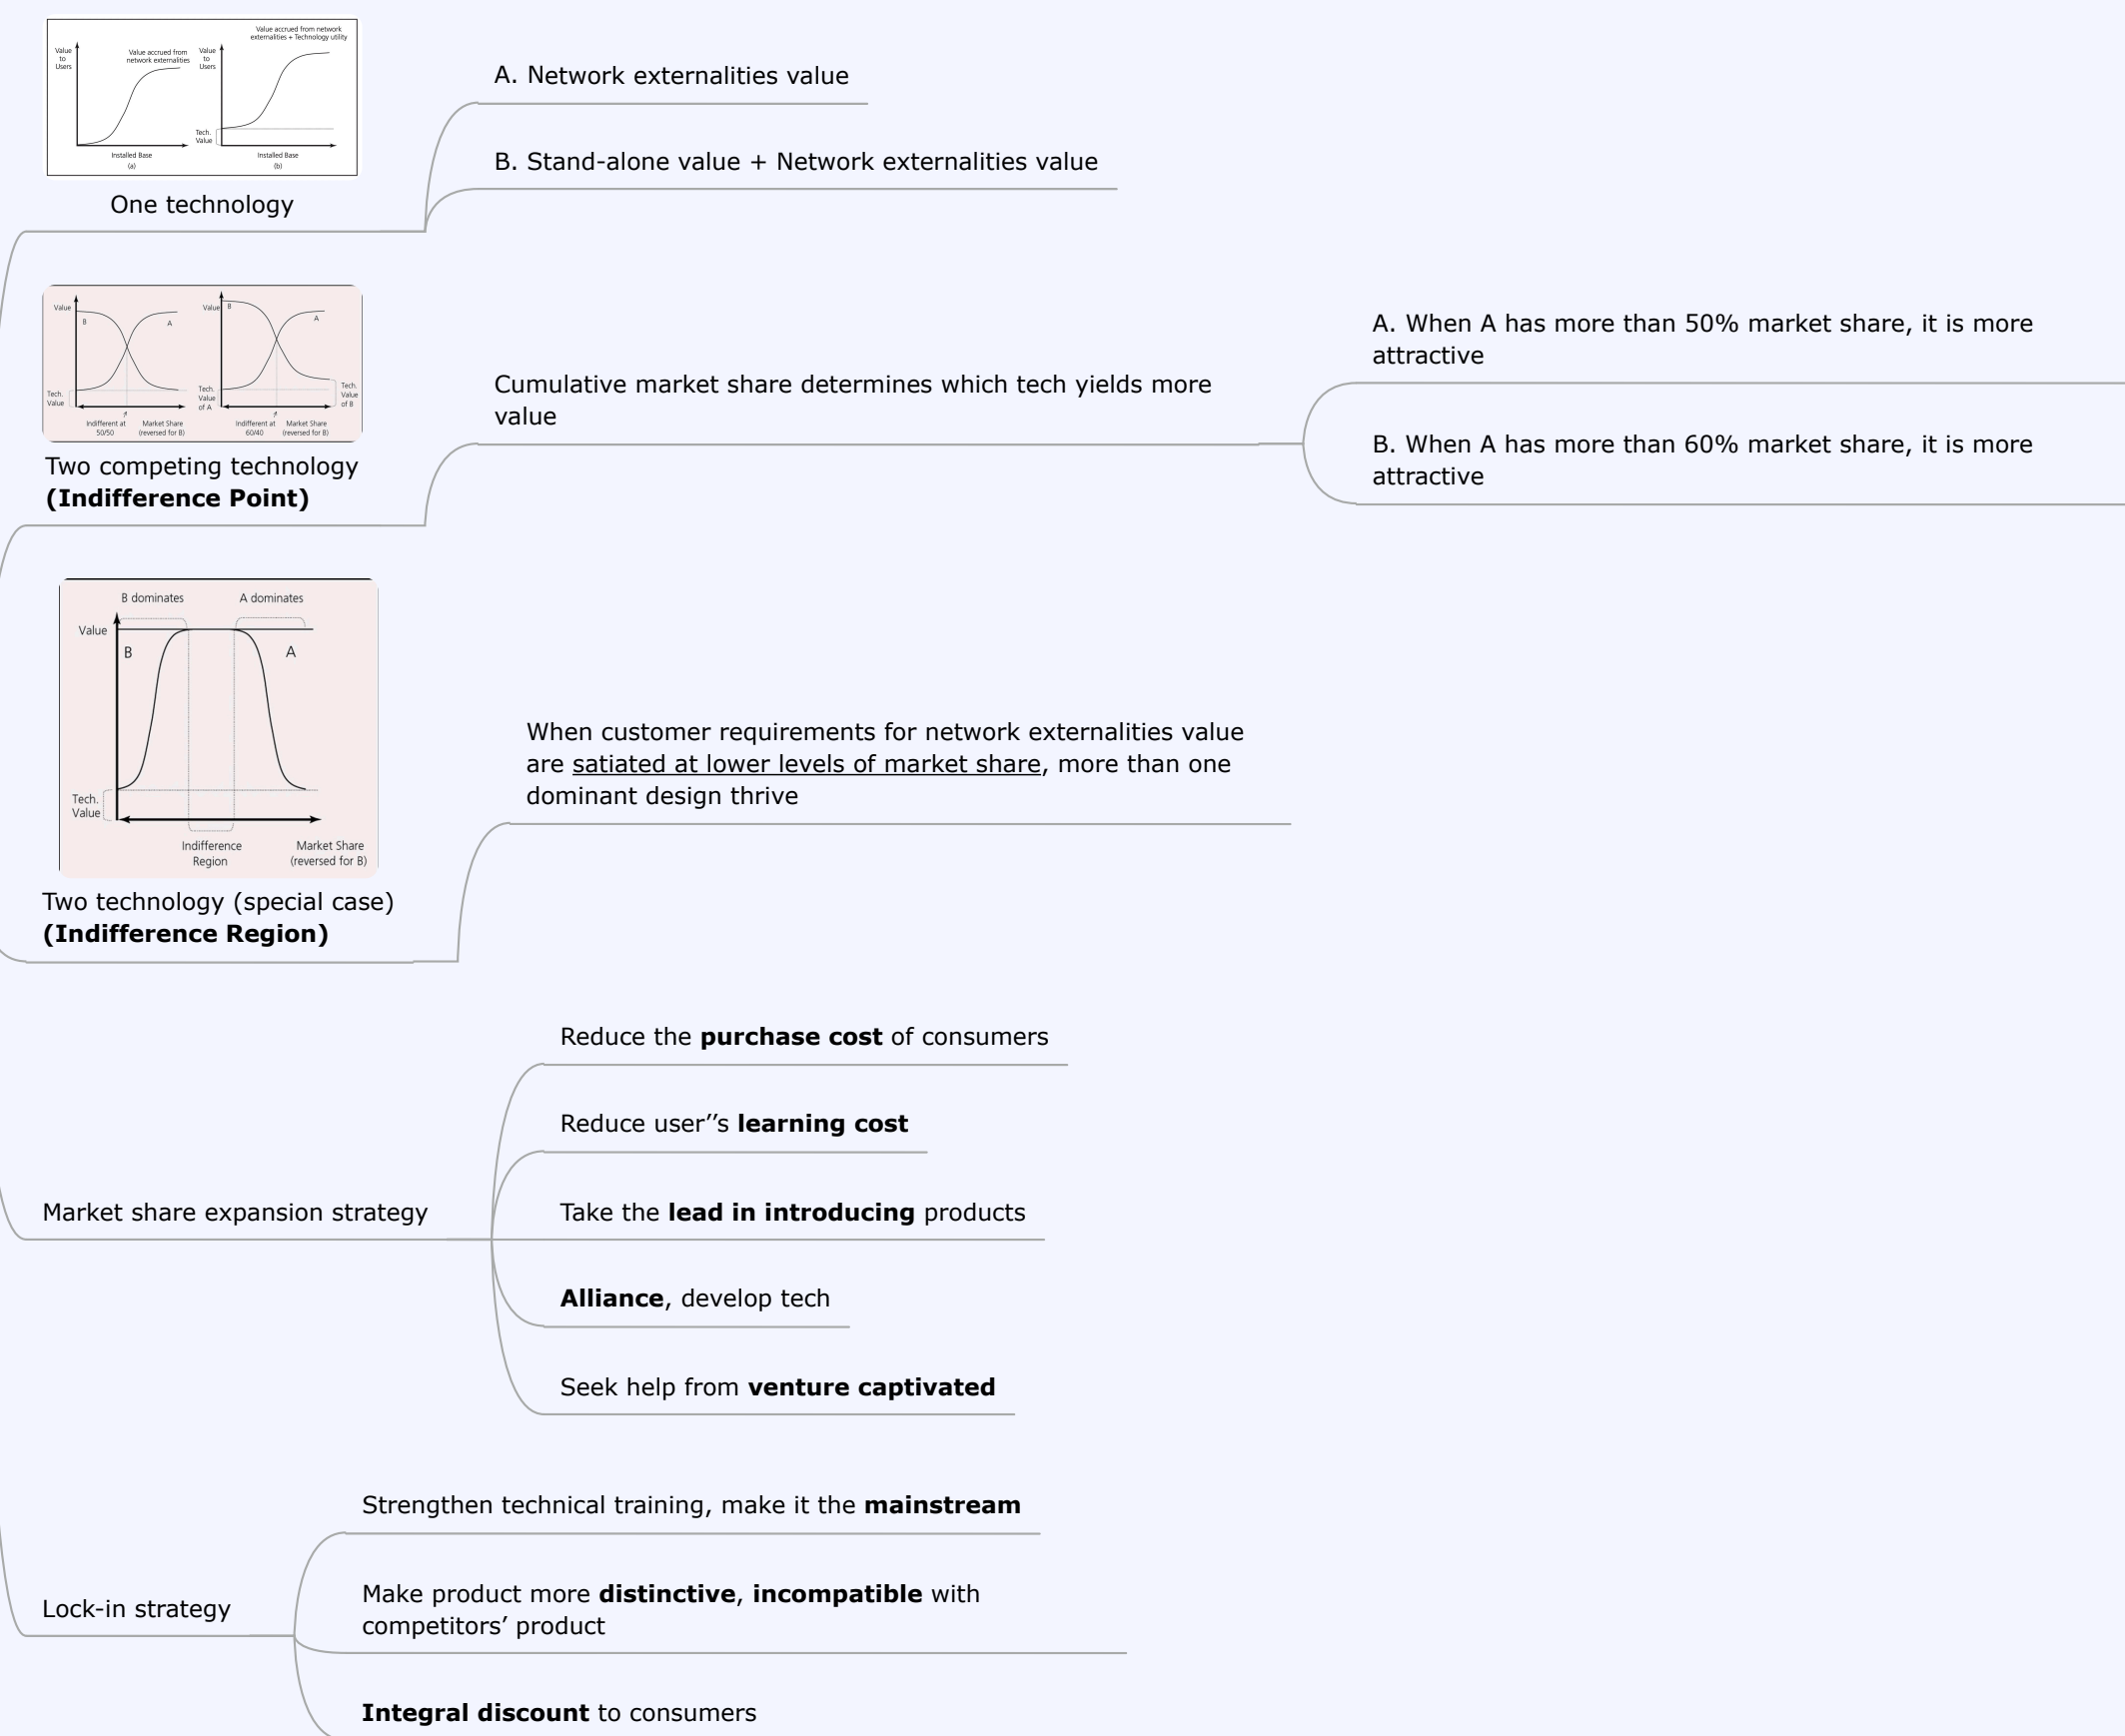 Value accrued from network
externalities + Technology utility
Value
to
Users
Value accrued from
network externalities
Value
to
Users
Tech.
Value
Installed Base
(a)
Installed Base
(b)
One technology
A. Network externalities value
B. Stand-alone value + Network externalities value
Value
B
A
Tech.
Value
Indifferent at
50/50
Market Share
(reversed for B)
Value
B
A
Tech.
Value
of A
Tech.
Value
of B
Indifferent at
60/40
Market Share
(reversed for B)
Two competing technology
(Indifference Point)
Cumulative market share determines which tech yields more
value
A. When A has more than 50% market share, it is more
attractive
B. When A has more than 60% market share, it is more
attractive
B dominates
A dominates
Value
B
A
Tech.
Value
Indifference
Region
Market Share
(reversed for B)
Two technology (special case)
(Indifference Region)
When customer requirements for network externalities value
are satiated at lower levels of market share, more than one
dominant design thrive
Market share expansion strategy
Reduce the purchase cost of consumers
Reduce user’’s learning cost
Take the lead in introducing products
Alliance, develop tech
Seek help from venture captivated
Lock-in strategy
Strengthen technical training, make it the mainstream
Make product more distinctive, incompatible with
competitors’ product
Integral discount to consumers